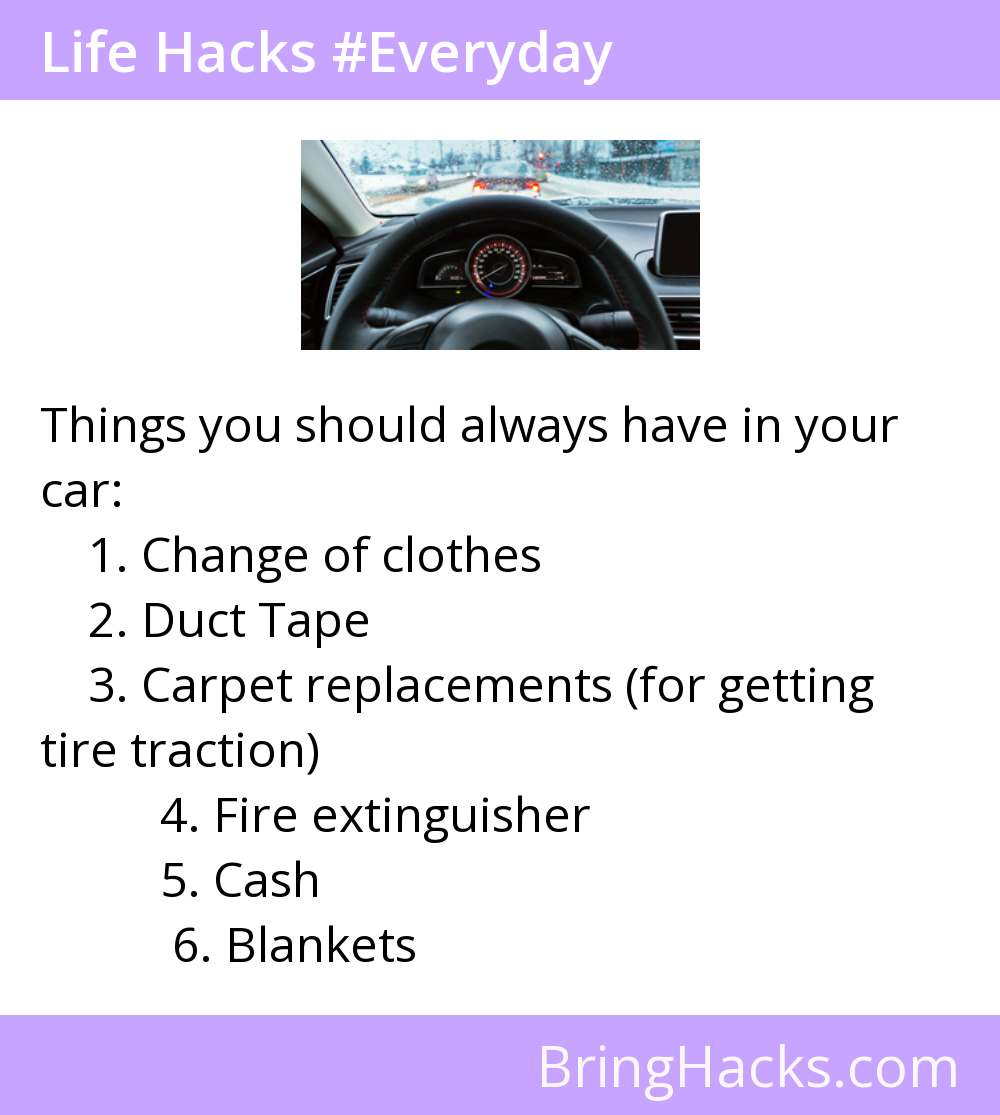 Life Hacks #Everyday
Things you should always have in your
car:
1. Change of clothes
2. Duct Tape
3. Carpet replacements (for getting
tire traction)
4. Fire extinguisher
5. Cash
6. Blankets
BringHacks.com